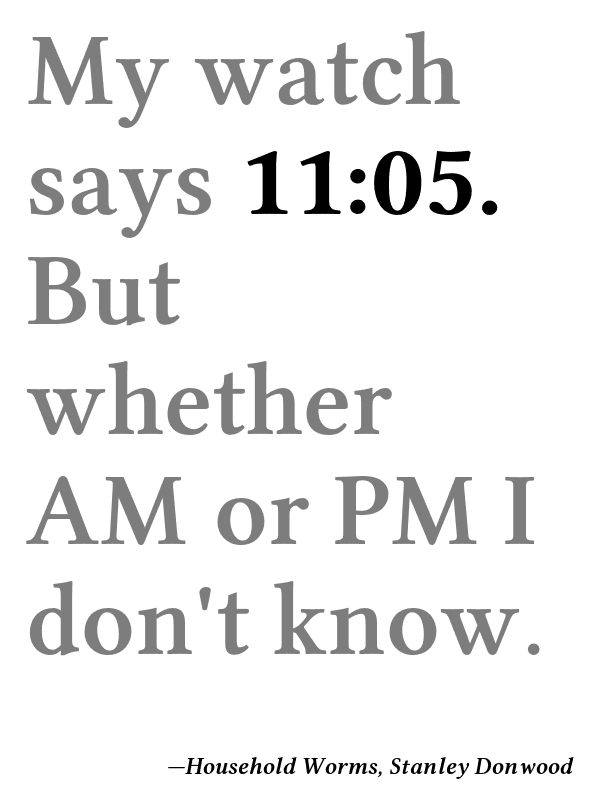 My watch
says 11:05.
But
whether
AM or PM I
don't know.
—Household Worms, Stanley Donwood